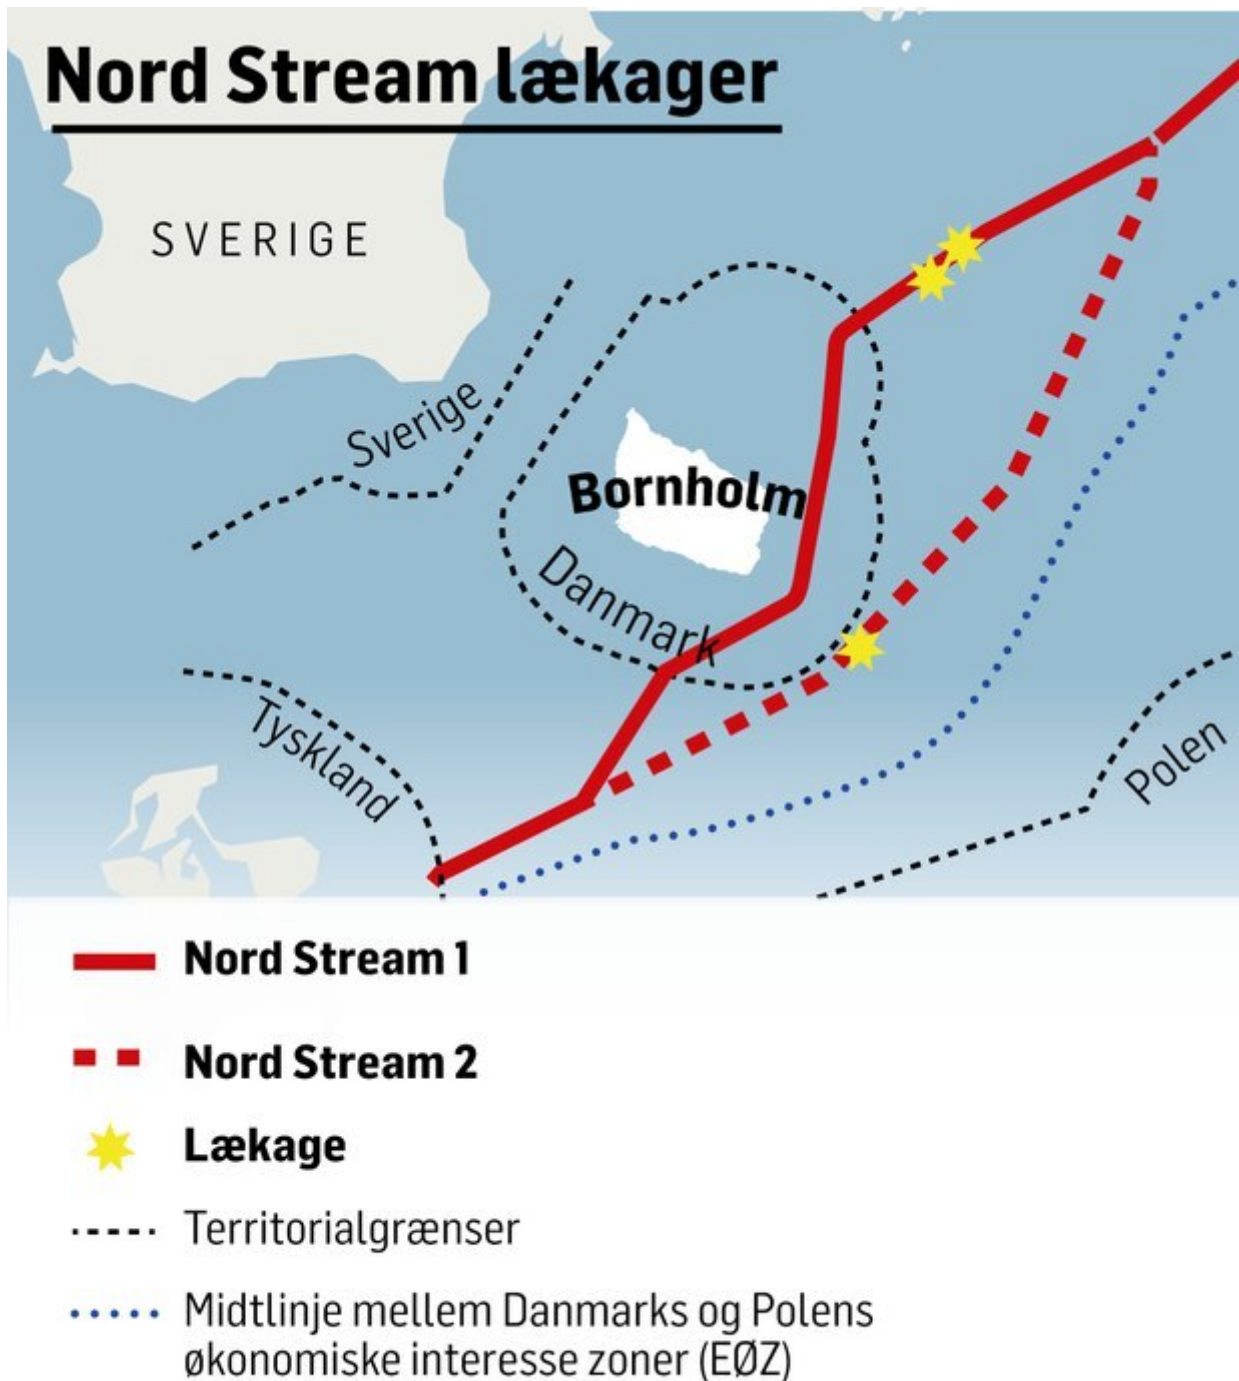 Nord Stream lækager
SVERIGE
Sverige
Bornholm
Danmark
Tyskland
Polen
Nord Stream 1
Nord Stream 2
Lækage
Territorialgrænser
Midtlinje mellem Danmarks og Polens
økonomiske interesse zoner (EØZ)